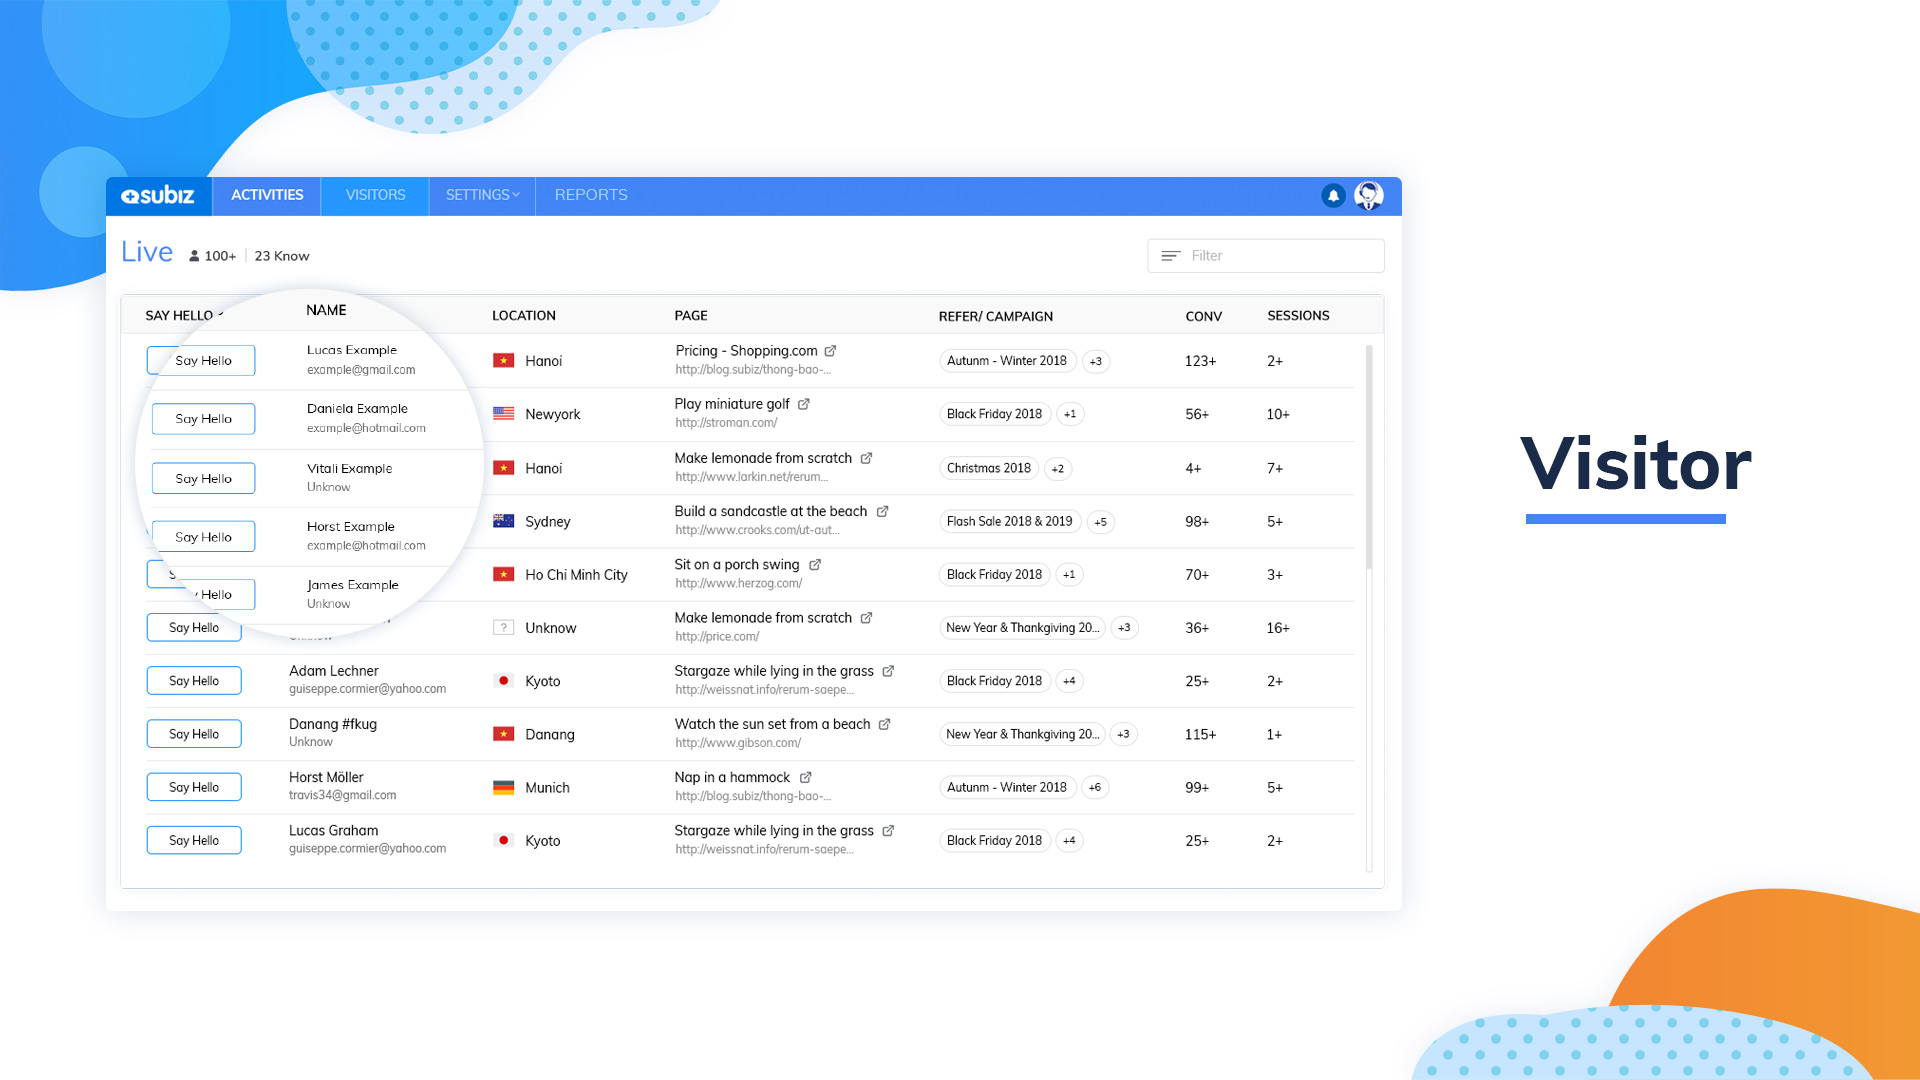 subiz ACTIVITIES VISITORS SETTINGS REPORTS
Live 100+ 23 Know Filter
SAY HELLO NAME LOCATION PAGE REFER/ CAMPAIGN CONV SESSIONS
Say Hello Lucas Example Hanoi Pricing - Shopping.com Autunm - Winter 2018 +3 123+ 2+
example@gmail.com http://blog.subiz/thong-bao-...
Say Hello Daniela Example Newyork Play miniature golf Black Friday 2018 +1 56+ 10+
example@hotmail.com http://stroman.com/
Say Hello Vitali Example Hanoi Make lemonade from scratch Christmas 2018 +2 4+ 7+
Unknow http://www.larkin.net/rerum...
Say Hello Horst Example Sydney Build a sandcastle at the beach Flash Sale 2018 & 2019 +5 98+ 5+
example@hotmail.com http://www.crooks.com/ut-aut...
Hello James Example Ho Chi Minh City Sit on a porch swing Black Friday 2018 +1 70+ 3+
Unknow http://www.herzog.com/
Say Hello Unknow Make lemonade from scratch New Year & Thankgiving 20... +3 36+ 16+
http://price.com/
Say Hello Adam Lechner Kyoto Stargaze while lying in the grass Black Friday 2018 +4 25+ 2+
guiseppe.cormier@yahoo.com http://weissnat.info/rerum-saepe...
Say Hello Danang #fkug Danang Watch the sun set from a beach New Year & Thankgiving 20... +3 115+ 1+
Unknow http://www.gibson.com/
Say Hello Horst Möller Munich Nap in a hammock Autunm - Winter 2018 +6 99+ 5+
travis34@gmail.com http://blog.subiz/thong-bao-...
Say Hello Lucas Graham Kyoto Stargaze while lying in the grass Black Friday 2018 +4 25+ 2+
guiseppe.cormier@yahoo.com http://weissnat.info/rerum-saepe...
Visitor